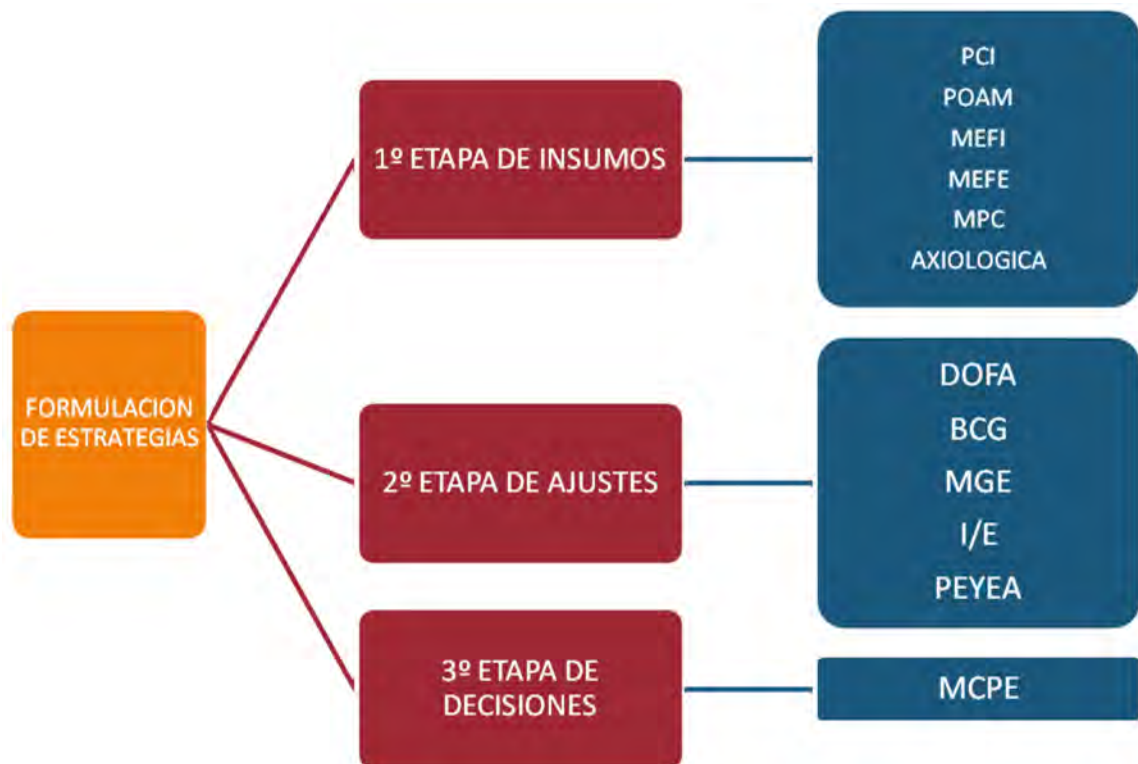 FORMULACION
DE ESTRATEGIAS
1º ETAPA DE INSUMOS
PCI
POAM
MEFI
MEFE
MPC
AXIOLOGICA
2º ETAPA DE AJUSTES
DOFA
BCG
MGE
I/E
PEYEA
3º ETAPA DE
DECISIONES
MCPE